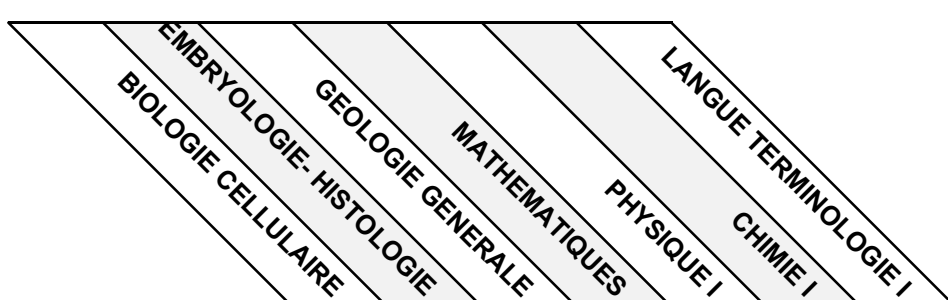 BIOLOGIE CELLULAIRE
EMBRYOLOGIE- HISTOLOGIE
GEOLOGIE GENERALE
MATHEMATIQUES
PHYSIQUE I
CHIMIE I
LANGUE TERMINOLOGIE I